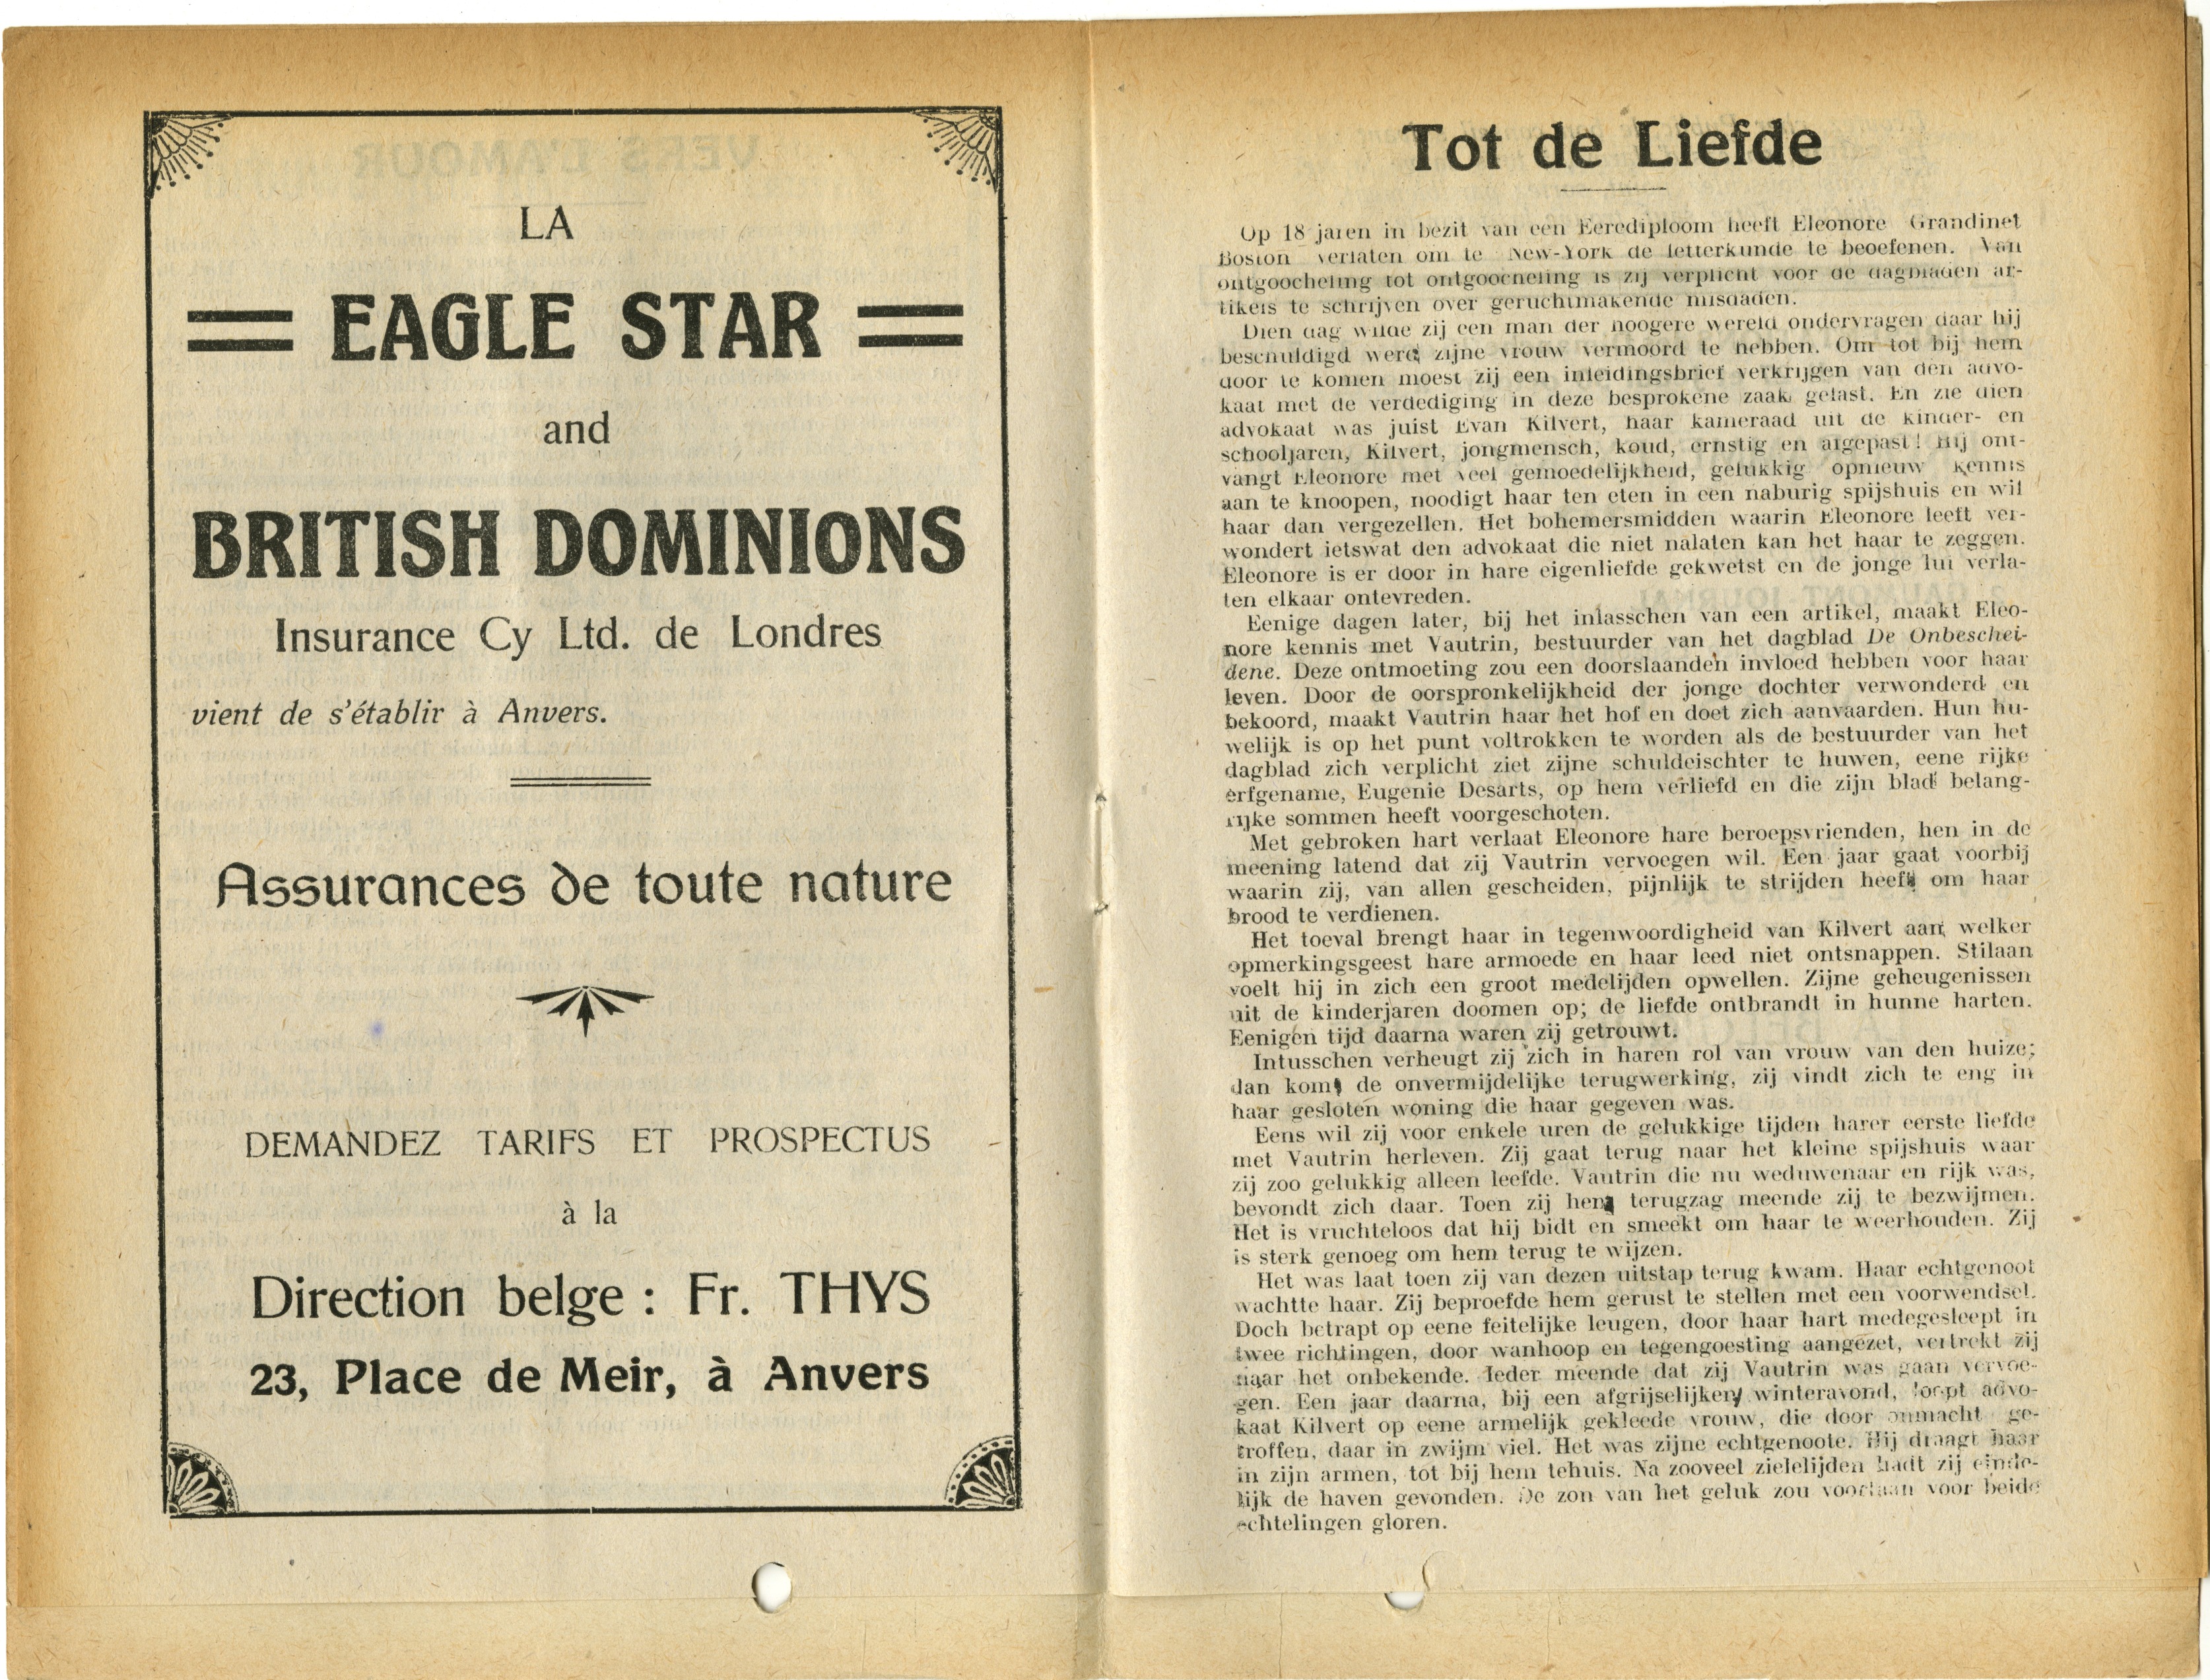 LA
EAGLE STAR
and
BRITISH DOMINIONS
Insurance Cy Ltd. de Londres
vient de s'établir à Anvers.
Assurances de toute nature
DEMANDEZ TARIFS ET PROSPECTUS
à la
Direction belge : Fr. THYS
23, Place de Meir, à Anvers
Tot de Liefde
Op 18 jaren in bezit van een Eerediploom heeft Eleonore Grandinet
Boston verlaten om te New-York de letterkunde te beoefenen. Van
ontgoocheling tot ontgoocheling is zij verplicht voor de dagbladen ar-
tikels te schrijven over geruchtmakende misdaden.
Dien dag wilde zij een man der hoogere wereld ondervragen daar hij
beschuldigd werd zijne vrouw vermoord te hebben. Om tot bij hem
door te komen moest zij een inleidingsbrief verkrijgen van den advo-
kaat met de verdediging in deze besprokene zaak gelast. En zie dien
advokaat was juist Evan Kilvert, haar kameraad uit de kinder- en
schooljaren, Kilvert, jongmensch, koud, ernstig en afgepast! Hij ont-
vangt Eleonore met veel gemoedelijkheid, gelukkig opnieuw kennis
aan te knoopen, noodigt haar ten eten in een naburig spijshuis en wil
haar dan vergezellen. Het bohemersmidden waarin Eleonore leeft ver-
wondert ietswat den advokaat die niet nalaten kan het haar te zeggen.
Eleonore is er door in hare eigenliefde gekwetst en de jonge lui verla-
ten elkaar ontevreden.
Eenige dagen later, bij het inlasschen van een artikel, maakt Eleo-
nore kennis met Vautrin, bestuurder van het dagblad De Onbeschei-
dene. Deze ontmoeting zou een doorslaanden invloed hebben voor haar
leven. Door de oorspronkelijkheid der jonge dochter verwonderd en
bekoord, maakt Vautrin haar het hof en doet zich aanvaarden. Hun hu-
welijk is op het punt voltrokken te worden als de bestuurder van het
dagblad zich verplicht ziet zijne schuldeischter te huwen, eene rijke
erfgename, Eugenie Desarts, op hem verliefd en die zijn blad belang-
rijke sommen heeft voorgeschoten.
Met gebroken hart verlaat Eleonore hare beroepsvrienden, hen in de
meening latend dat zij Vautrin vervoegen wil. Een jaar gaat voorbij
waarin zij, van allen gescheiden, pijnlijk te strijden heeft om haar
brood te verdienen.
Het toeval brengt haar in tegenwoordigheid van Kilvert aan welker
opmerkingsgeest hare armoede en haar leed niet ontsnappen. Stilaan
voelt hij in zich een groot medelijden opwellen. Zijne geheugenissen
uit de kinderjaren doomen op; de liefde ontbrandt in hunne harten.
Eenigen tijd daarna waren zij getrouwt.
Intusschen verheugt zij zich in haren rol van vrouw van den huize;
dan komt de onvermijdelijke terugwerking, zij vindt zich te eng in
haar gesloten woning die haar gegeven was.
Eens wil zij voor enkele uren de gelukkige tijden harer eerste liefde
met Vautrin herleven. Zij gaat terug naar het kleine spijshuis waar
zij zoo gelukkig alleen leefde. Vautrin die nu weduwenaar en rijk was,
bevondt zich daar. Toen zij hem terugzag meende zij te bezwijmen.
Het is vruchteloos dat hij bidt en smeekt om haar te weerhouden. Zij
is sterk genoeg om hem terug te wijzen.
Het was laat toen zij van dezen uitstap terug kwam. Haar echtgenoot
wachtte haar. Zij beproefde hem gerust te stellen met een voorwendsel.
Doch betrapt op eene feitelijke leugen, door haar hart medegesleept in
twee richtingen, door wanhoop en tegengoesting aangezet, vertrekt zij
naar het onbekende. Ieder meende dat zij Vautrin was gaan vervoe-
gen. Een jaar daarna, bij een afgrijselijken winteravond, loopt advo-
kaat Kilvert op eene armelijk gekleede vrouw, die door onmacht ge-
troffen, daar in zwijm viel. Het was zijne echtgenoote. Hij draagt haar
in zijn armen, tot bij hem tehuis. Na zooveel zielelijden hadt zij einde-
lijk de haven gevonden. De zon van het geluk zou voortaan voor beide
echtelingen gloren.